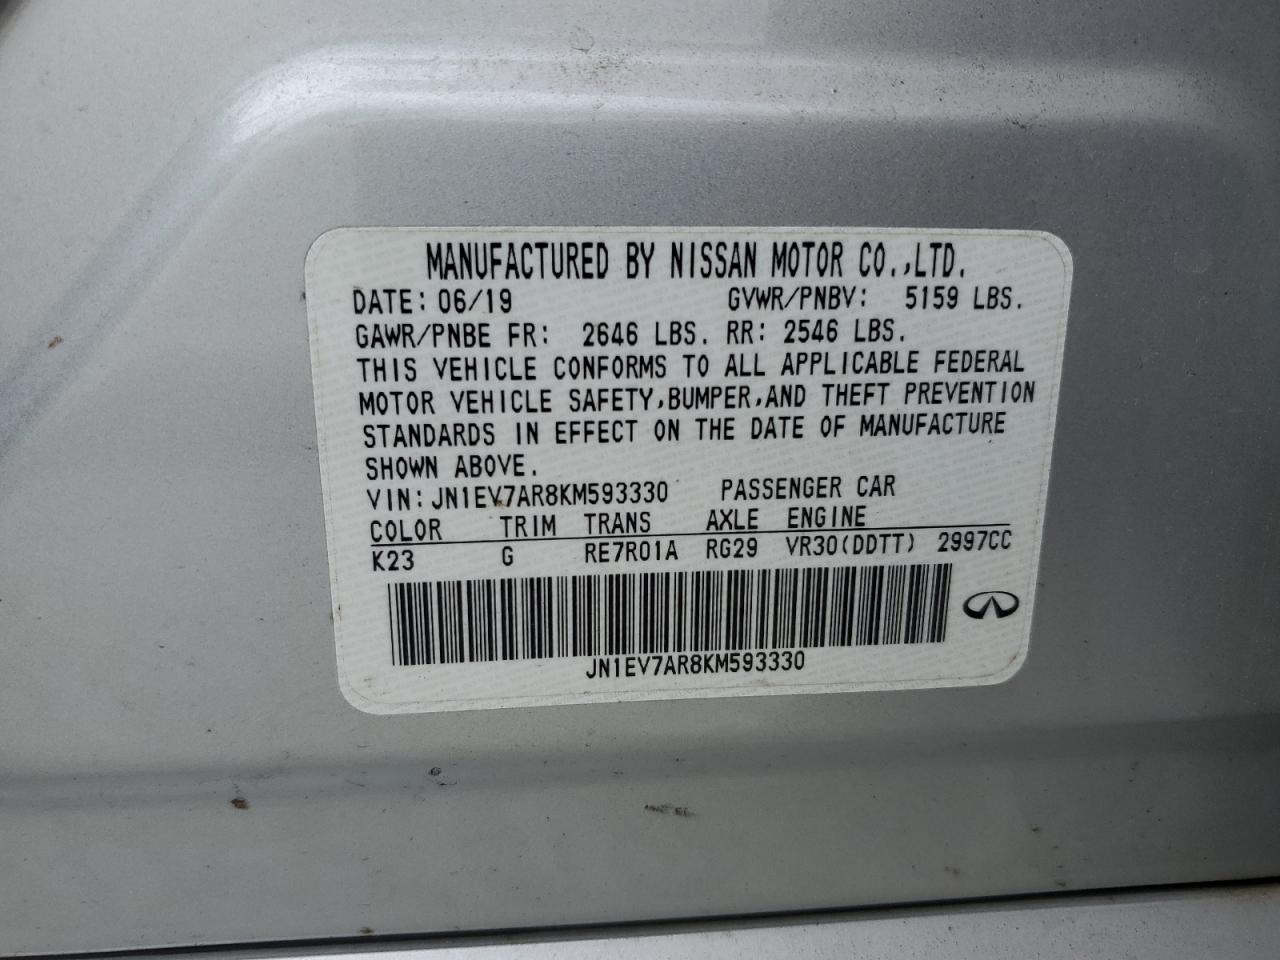 MANUFACTURED BY NISSAN MOTOR CO.,LTD.
DATE: 06/19 GVWR/PNBV: 5159 LBS.
GAWR/PNBE FR: 2646 LBS. RR: 2546 LBS.
THIS VEHICLE CONFORMS TO ALL APPLICABLE FEDERAL
MOTOR VEHICLE SAFETY,BUMPER,AND THEFT PREVENTION
STANDARDS IN EFFECT ON THE DATE OF MANUFACTURE
SHOWN ABOVE.
VIN: JN1EV7AR8KM593330 PASSENGER CAR
COLOR TRIM TRANS AXLE ENGINE
K23 G RE7R01A RG29 VR30(DDTT) 2997CC
JN1EV7AR8KM593330